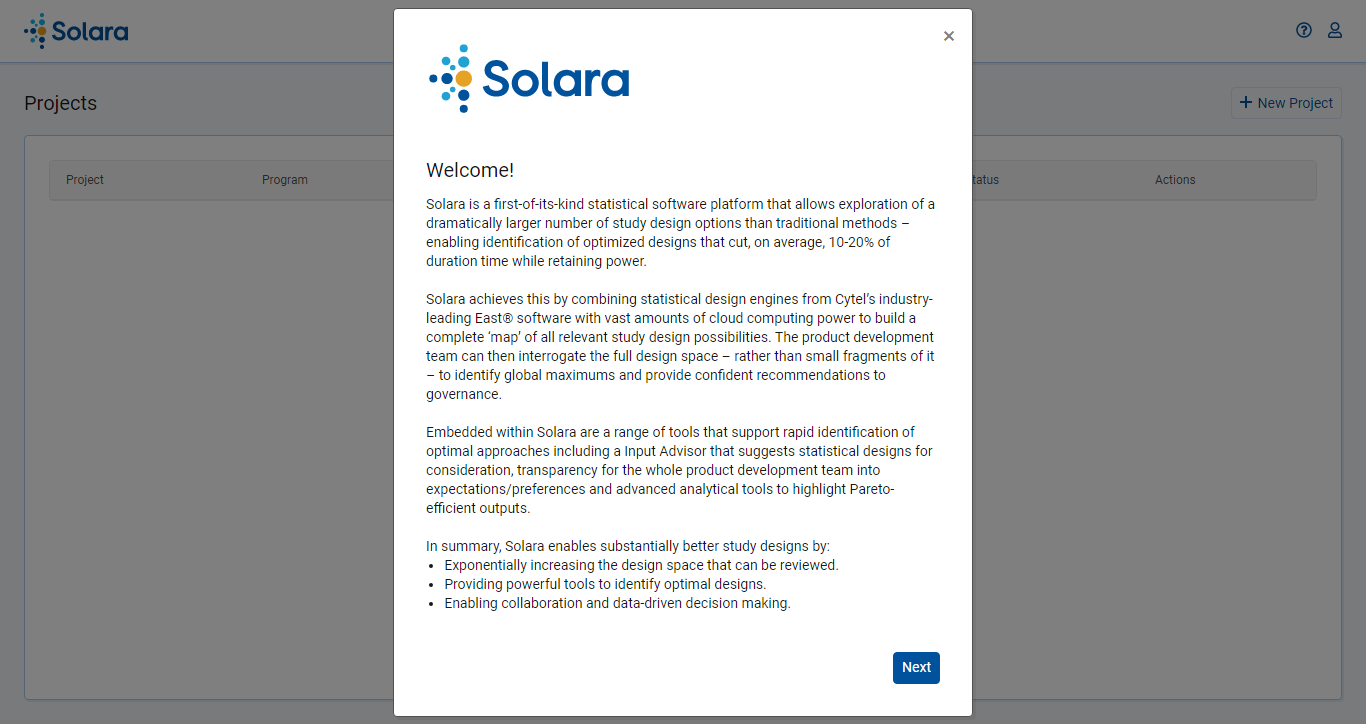 Solara
Projects
+ New Project
Project Program tatus Actions
Solara
×
Welcome!
Solara is a first-of-its-kind statistical software platform that allows exploration of a
dramatically larger number of study design options than traditional methods –
enabling identification of optimized designs that cut, on average, 10-20% of
duration time while retaining power.
Solara achieves this by combining statistical design engines from Cytel’s industry-
leading East® software with vast amounts of cloud computing power to build a
complete ‘map’ of all relevant study design possibilities. The product development
team can then interrogate the full design space – rather than small fragments of it
– to identify global maximums and provide confident recommendations to
governance.
Embedded within Solara are a range of tools that support rapid identification of
optimal approaches including a Input Advisor that suggests statistical designs for
consideration, transparency for the whole product development team into
expectations/preferences and advanced analytical tools to highlight Pareto-
efficient outputs.
In summary, Solara enables substantially better study designs by:
• Exponentially increasing the design space that can be reviewed.
• Providing powerful tools to identify optimal designs.
• Enabling collaboration and data-driven decision making.
Next